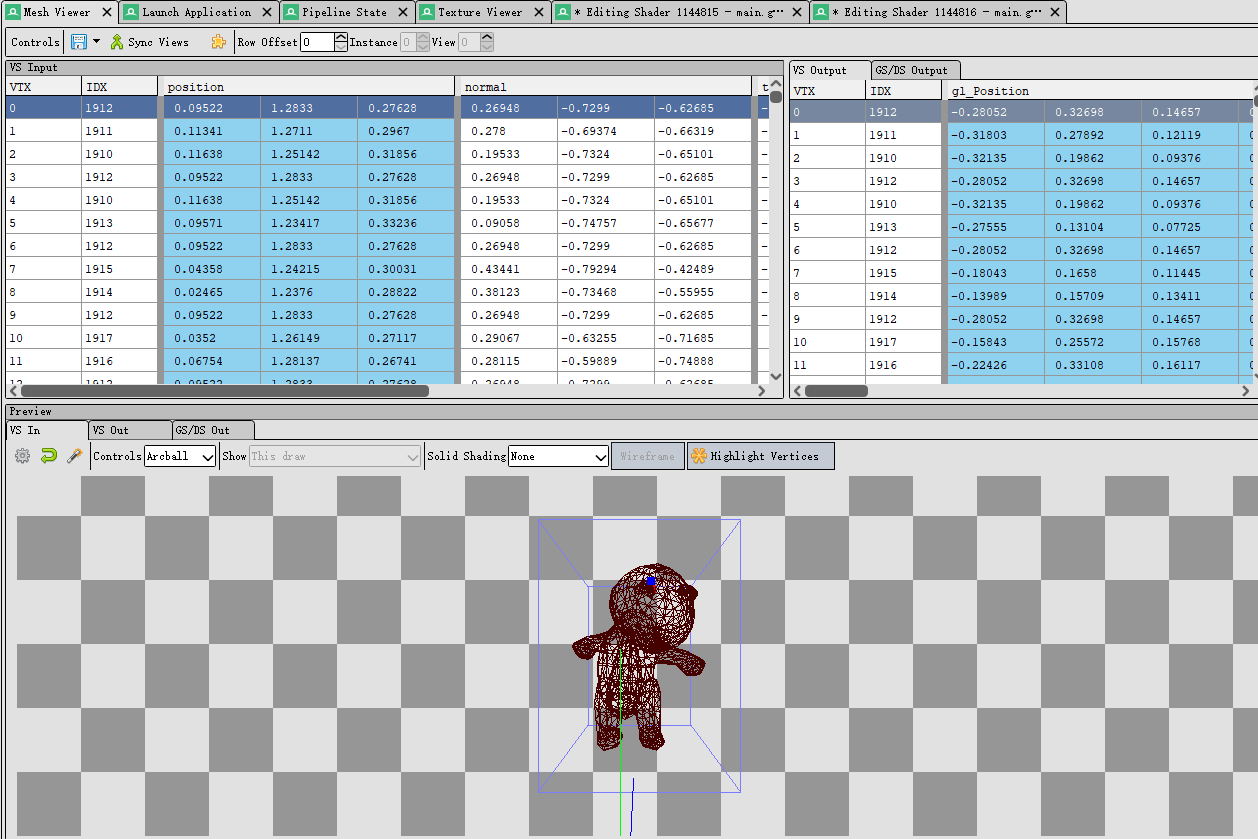 Mesh Viewer Launch Application Pipeline State Texture Viewer * Editing Shader 1144815 - main.g··· * Editing Shader 1144816 - main.g···
Controls Sync Views Row Offset 0 Instance 0 View 0
VS Input
VTX IDX position normal t
0 1912 0.09522 1.2833 0.27628 0.26948 -0.7299 -0.62685 -
1 1911 0.11341 1.2711 0.2967 0.278 -0.69374 -0.66319 -
2 1910 0.11638 1.25142 0.31856 0.19533 -0.7324 -0.65101 -
3 1912 0.09522 1.2833 0.27628 0.26948 -0.7299 -0.62685 -
4 1910 0.11638 1.25142 0.31856 0.19533 -0.7324 -0.65101 -
5 1913 0.09571 1.23417 0.33236 0.09058 -0.74757 -0.65677 -
6 1912 0.09522 1.2833 0.27628 0.26948 -0.7299 -0.62685 -
7 1915 0.04358 1.24215 0.30031 0.43441 -0.79294 -0.42489 -
8 1914 0.02465 1.2376 0.28822 0.38123 -0.73468 -0.55955 -
9 1912 0.09522 1.2833 0.27628 0.26948 -0.7299 -0.62685 -
10 1917 0.0352 1.26149 0.27117 0.29067 -0.63255 -0.71685 -
11 1916 0.06754 1.28137 0.26741 0.28115 -0.59889 -0.74888 -
12 1912 0.09522 1.2833 0.27628 0.26948 -0.7299 -0.62685
VS Output GS/DS Output
VTX IDX gl_Position
0 1912 -0.28052 0.32698 0.14657
1 1911 -0.31803 0.27892 0.12119
2 1910 -0.32135 0.19862 0.09376
3 1912 -0.28052 0.32698 0.14657
4 1910 -0.32135 0.19862 0.09376
5 1913 -0.27555 0.13104 0.07725
6 1912 -0.28052 0.32698 0.14657
7 1915 -0.18043 0.1658 0.11445
8 1914 -0.13989 0.15709 0.13411
9 1912 -0.28052 0.32698 0.14657
10 1917 -0.15843 0.25572 0.15768
11 1916 -0.22426 0.33108 0.16117
Preview
VS In VS Out GS/DS Out
Controls Arcball Show This draw Solid Shading None Wireframe Highlight Vertices